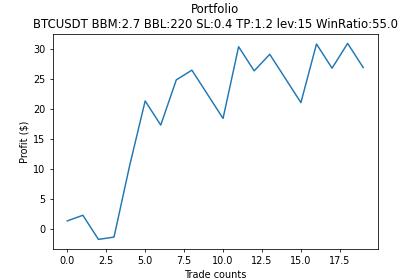 Portfolio
BTCUSDT BBM:2.7 BBL:220 SL:0.4 TP:1.2 lev:15 WinRatio:55.0
30
25
20
15
10
5
0
Profit ($)
0.0 2.5 5.0 7.5 10.0 12.5 15.0 17.5
Trade counts